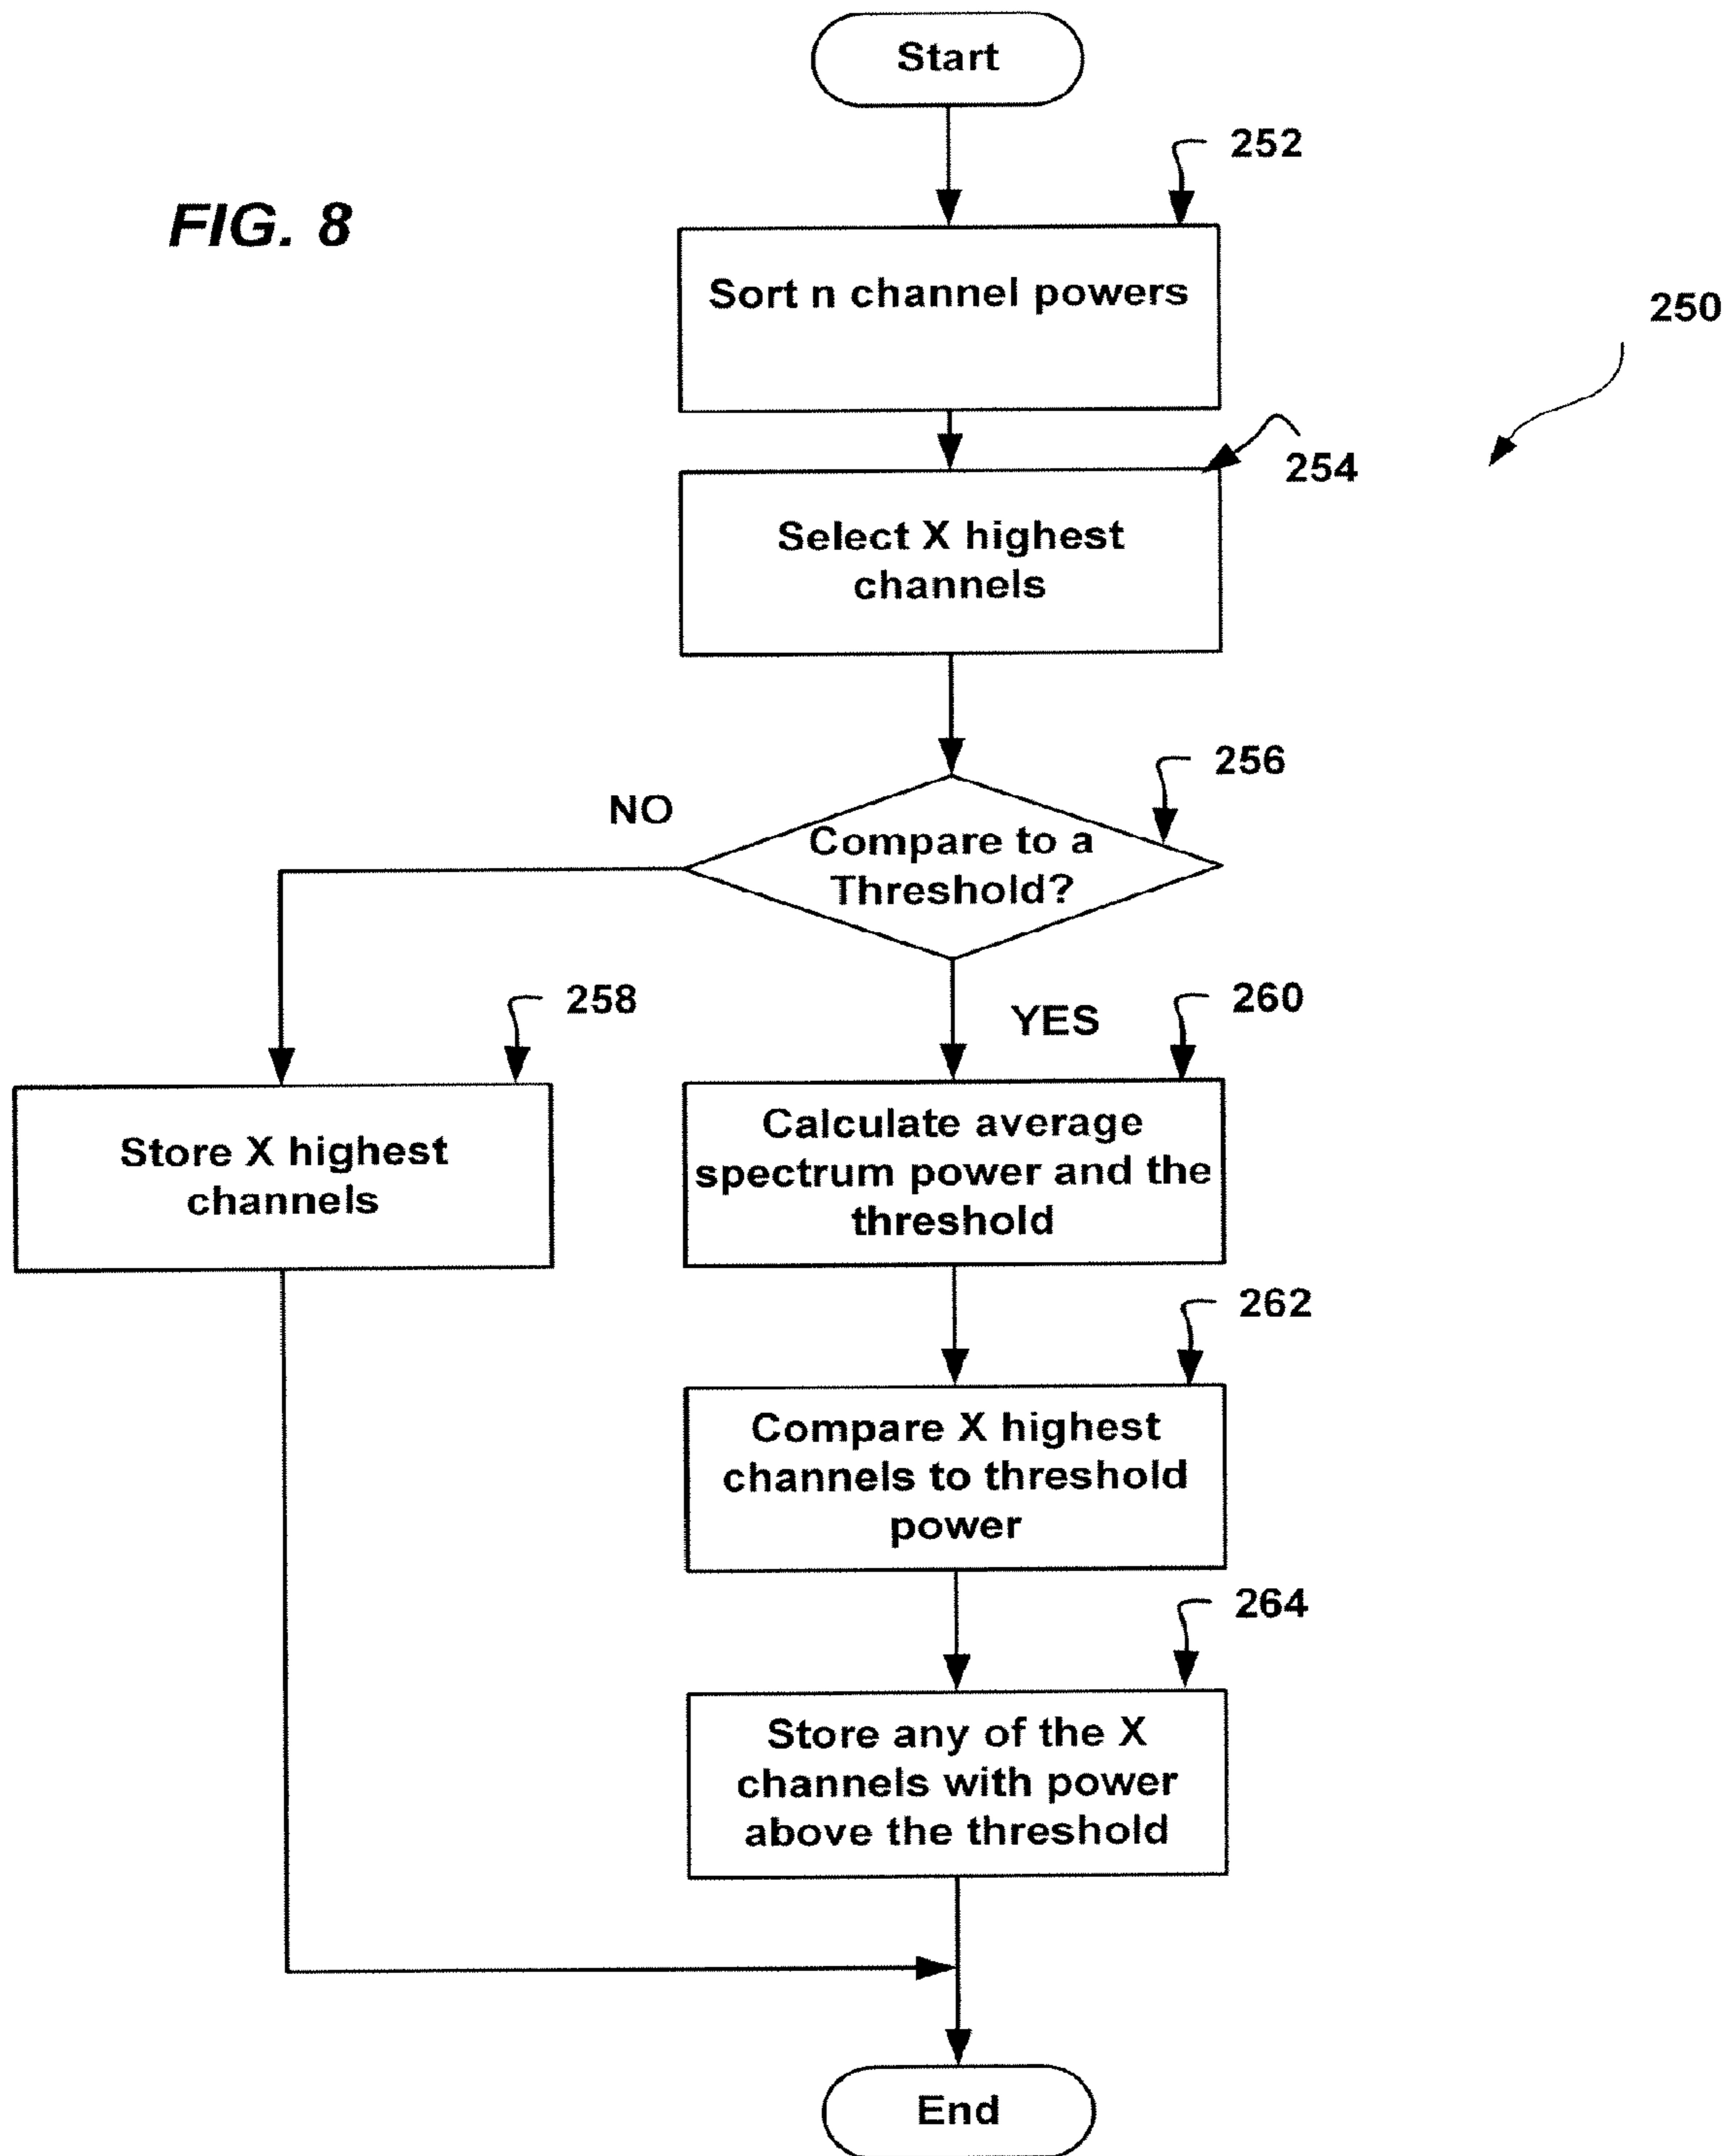 Start
252
FIG. 8
Sort n channel powers
250
254
Select X highest
channels
256
NO
Compare to a
Threshold?
258
YES
260
Store X highest
channels
Calculate average
spectrum power and the
threshold
262
Compare X highest
channels to threshold
power
264
Store any of the X
channels with power
above the threshold
End